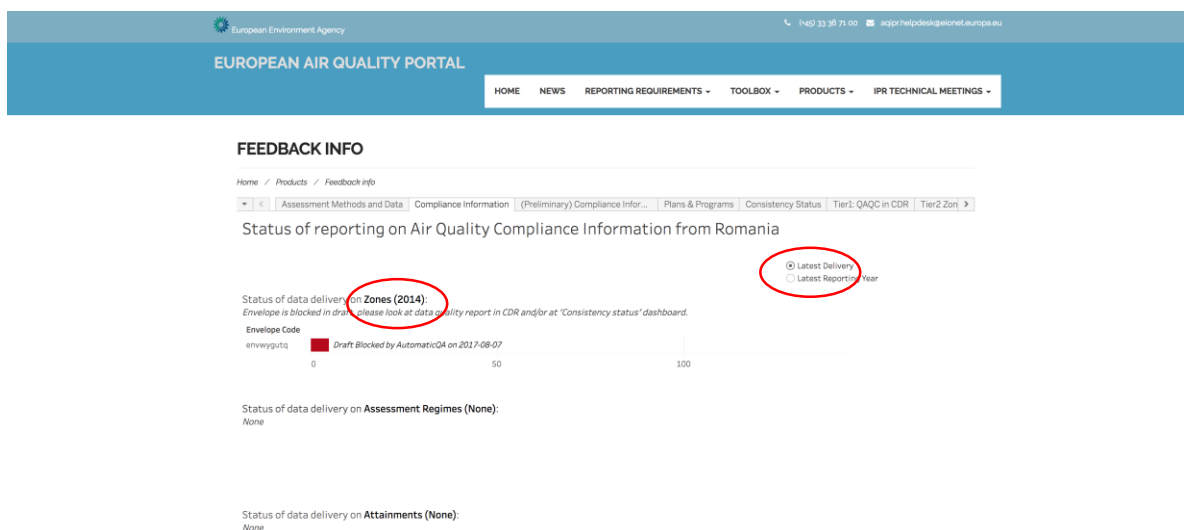 European Environment Agency
(+45) 33 36 71 00 aqipr.helpdesk@eionet.europa.eu
EUROPEAN AIR QUALITY PORTAL
HOME NEWS REPORTING REQUIREMENTS TOOLBOX PRODUCTS IPR TECHNICAL MEETINGS
FEEDBACK INFO
Home / Products / Feedback info
Assessment Methods and Data Compliance Information (Preliminary) Compliance Infor... Plans & Programs Consistency Status Tier1: QAQC in CDR Tier2 Zon
Status of reporting on Air Quality Compliance Information from Romania
Latest Delivery
Latest Reporting Year
Status of data delivery on Zones (2014):
Envelope is blocked in draft, please look at data quality report in CDR and/or at 'Consistency status' dashboard.
Envelope Code
envwygutq Draft Blocked by AutomaticQA on 2017-08-07
0 50 100
Status of data delivery on Assessment Regimes (None):
None
Status of data delivery on Attainments (None):
None